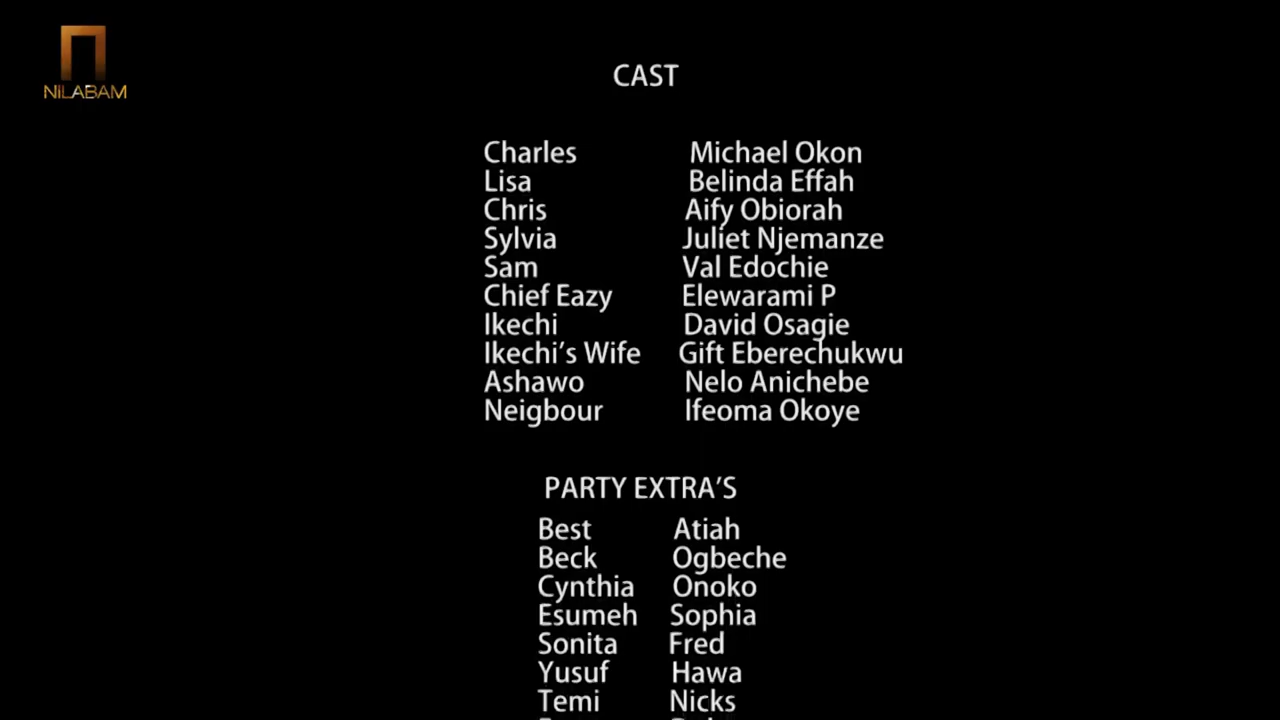 NiLABAM
CAST
Charles Michael Okon
Lisa Belinda Effah
Chris Aify Obiorah
Sylvia Juliet Njemanze
Sam Val Edochie
Chief Eazy Elewarami P
Ikechi David Osagie
Ikechi's Wife Gift Eberechukwu
Ashawo Nelo Anichebe
Neigbour Ifeoma Okoye
PARTY EXTRA'S
Best Atiah
Beck Ogbeche
Cynthia Onoko
Esumeh Sophia
Sonita Fred
Yusuf Hawa
Temi Nicks